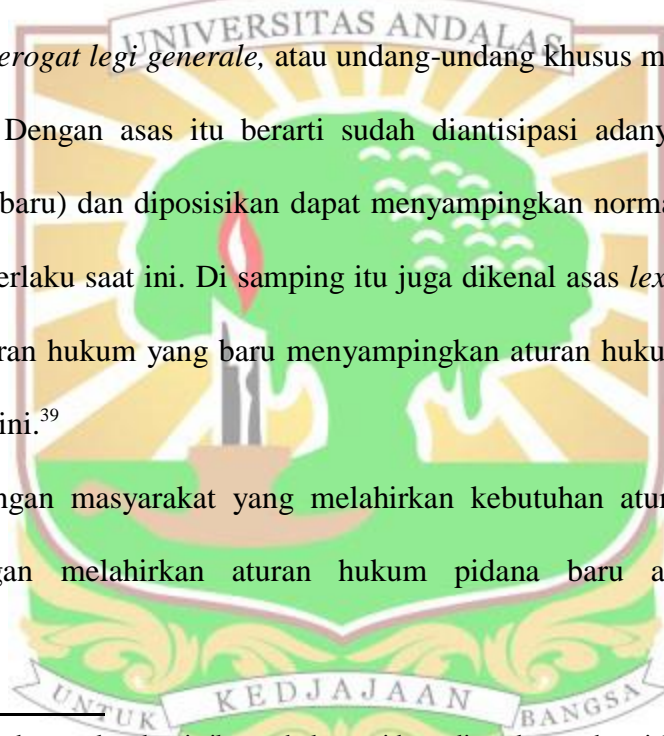 UNIVERSITAS ANDALAS
erogat legi generale, atau undang-undang khusus m
Dengan asas itu berarti sudah diantisipasi adany
baru) dan diposisikan dapat menyampingkan norma
erlaku saat ini. Di samping itu juga dikenal asas lex
ran hukum yang baru menyampingkan aturan huku
ini.39
ngan masyarakat yang melahirkan kebutuhan atur
gan melahirkan aturan hukum pidana baru a
UNTUK KEDJAJAAN BANGSA